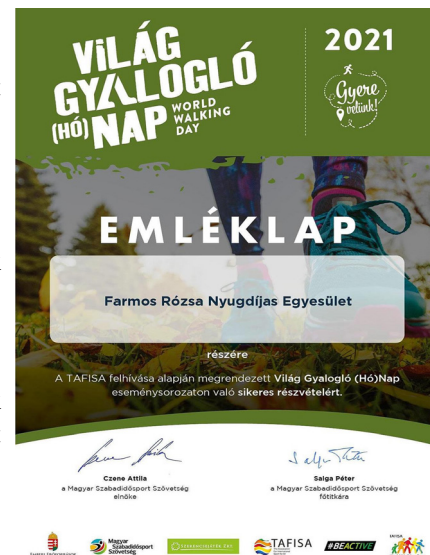 VILÁG
GYALOGLÓ
(HÓ) NAP
WORLD
WALKING
DAY
2021
Gyere
velünk!
EMLÉKLAP
Farmos Rózsa Nyugdíjas Egyesület
részére
A TAFISA felhívása alapján megrendezett Világ Gyalogló (Hó)Nap
eseménysorozaton való sikeres részvételért.
Czene Attila
a Magyar Szabadidősport Szövetség
elnöke
Salga Péter
a Magyar Szabadidősport Szövetség
főtitkára
Magyar
Szabadidősport
Szövetség
TAFISA
#BEACTIVE